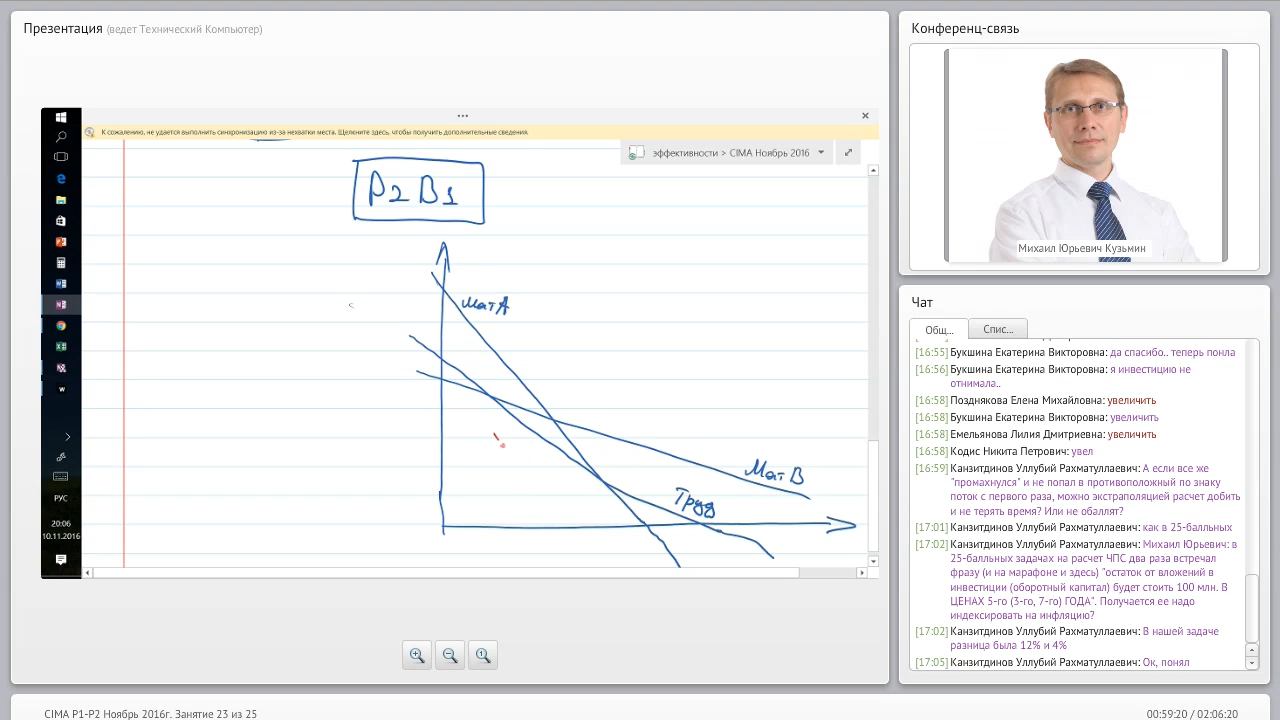 Презентация (ведет Технический Компьютер)
К сожалению, не удается выполнить синхронизацию из-за нехватки места. Щелкните здесь, чтобы получить дополнительные сведения.
эффективности > CIMA Ноябрь 2016
P2 B1
Мат А
Мат В
Труд
РУС
20:06
10.11.2016
Конференц-связь
Михаил Юрьевич Кузьмин
Чат
Общ...
Спис...
[16:55] Букшина Екатерина Викторовна: да спасибо.. теперь понла
[16:56] Букшина Екатерина Викторовна: я инвестицию не
отнимала..
[16:58] Позднякова Елена Михайловна: увеличить
[16:58] Букшина Екатерина Викторовна: увеличить
[16:58] Емельянова Лилия Дмитриевна: увеличить
[16:58] Кодис Никита Петрович: увел
[16:59] Канзитдинов Уллубий Рахматуллаевич: А если все же
"промахнулся" и не попал в противоположный по знаку
поток с первого раза, можно экстраполяцией расчет добить
и не терять время? Или не обаллят?
[17:01] Канзитдинов Уллубий Рахматуллаевич: как в 25-балльных
[17:02] Канзитдинов Уллубий Рахматуллаевич: Михаил Юрьевич: в
25-балльных задачах на расчет ЧПС два раза встречал
фразу (и на марафоне и здесь) "остаток от вложений в
инвестиции (оборотный капитал) будет стоить 100 млн. В
ЦЕНАХ 5-го (3-го, 7-го) ГОДА". Получается ее надо
индексировать на инфляцию?
[17:02] Канзитдинов Уллубий Рахматуллаевич: В нашей задаче
разница была 12% и 4%
[17:05] Канзитдинов Уллубий Рахматуллаевич: Ок, понял
CIMA P1-P2 Ноябрь 2016г. Занятие 23 из 25
00:59:20 / 02:06:20